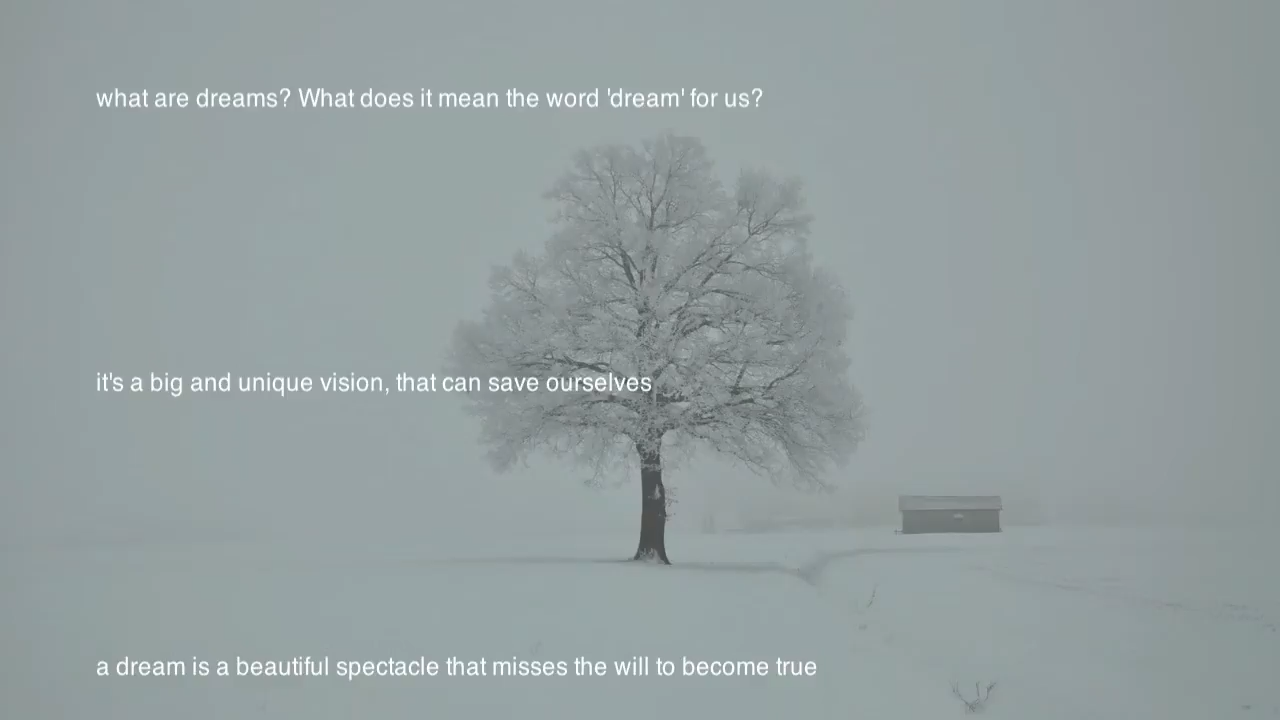 what are dreams? What does it mean the word 'dream' for us?
it's a big and unique vision, that can save ourselves
a dream is a beautiful spectacle that misses the will to become true